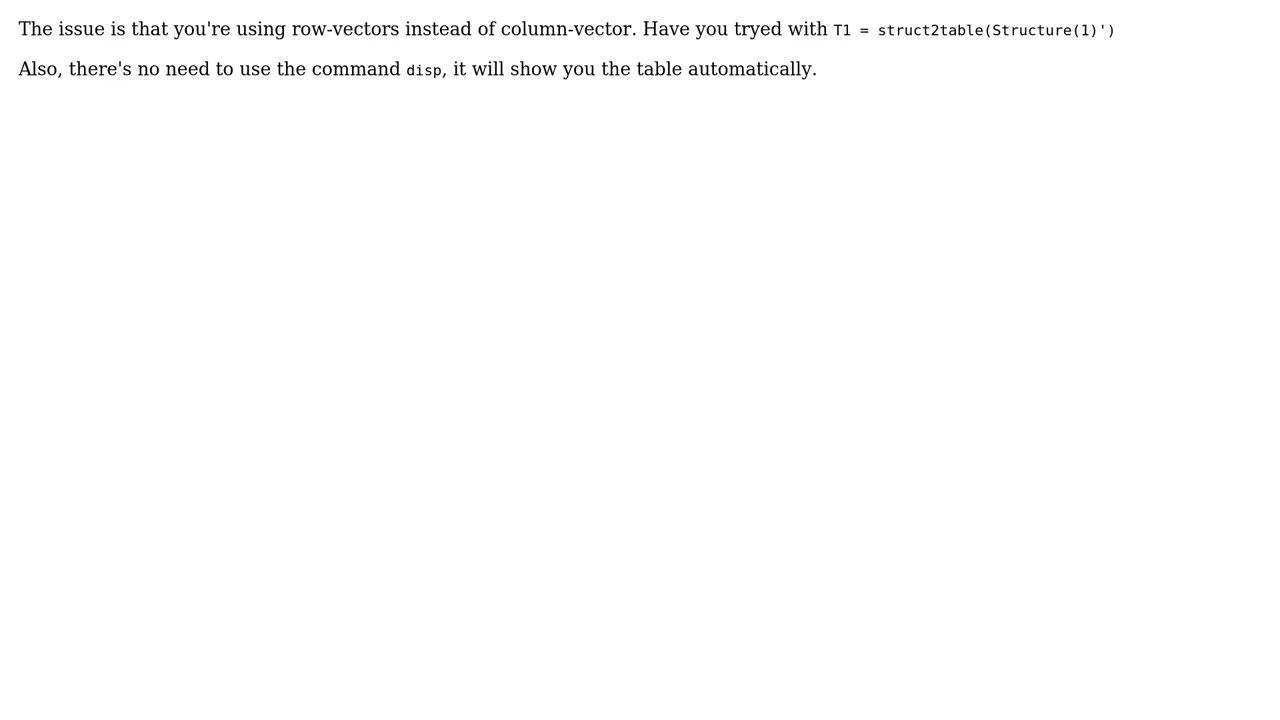 The issue is that you're using row-vectors instead of column-vector. Have you tryed with T1 = struct2table(Structure(1)')
Also, there's no need to use the command disp, it will show you the table automatically.